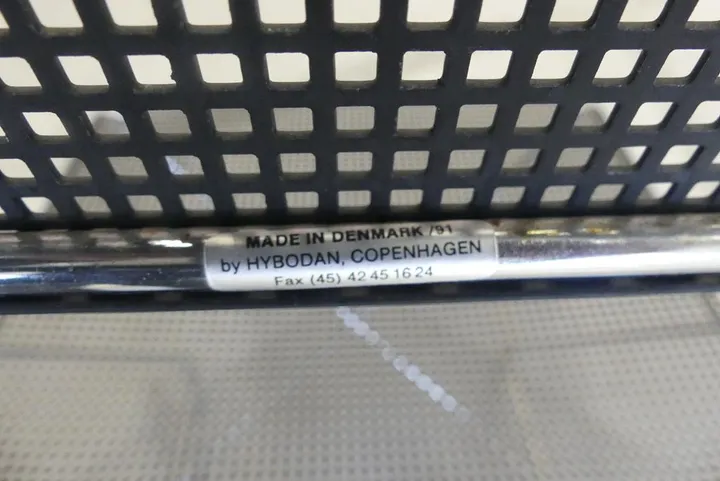 MADE IN DENMARK /91
by HYBODAN, COPENHAGEN
Fax (45) 42 45 16 24